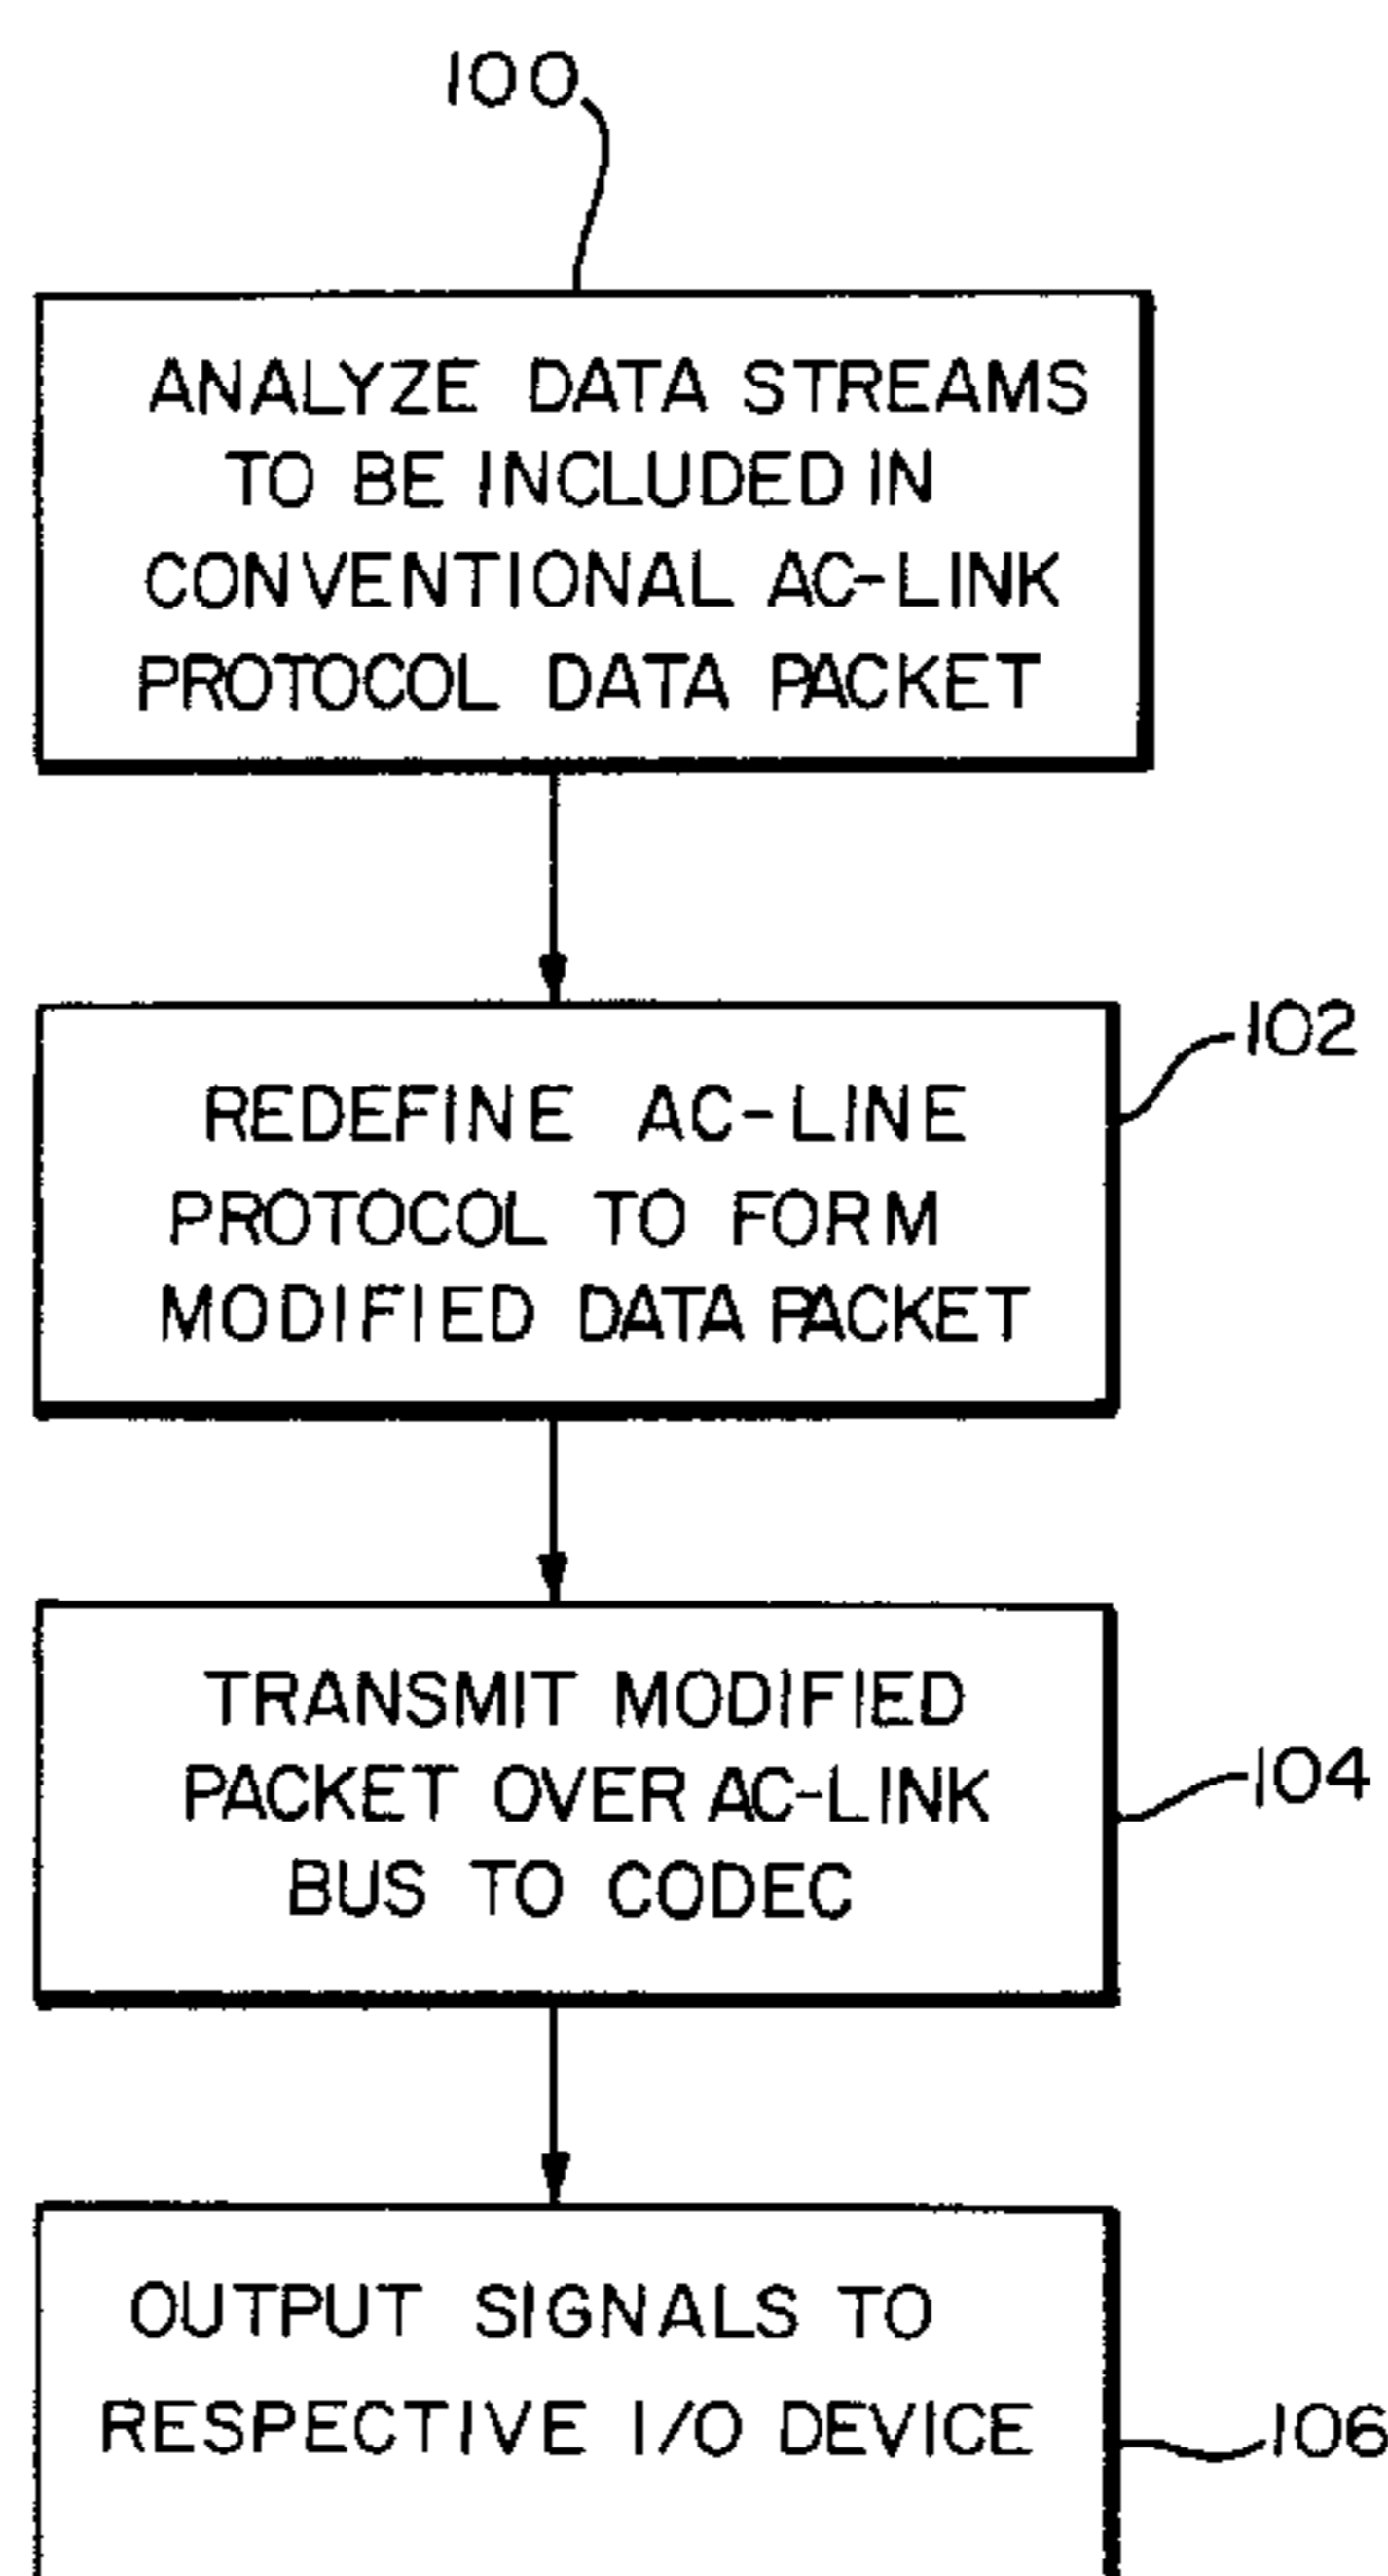 100
ANALYZE DATA STREAMS
TO BE INCLUDED IN
CONVENTIONAL AC-LINK
PROTOCOL DATA PACKET
102
REDEFINE AC-LINE
PROTOCOL TO FORM
MODIFIED DATA PACKET
TRANSMIT MODIFIED
PACKET OVER AC-LINK
BUS TO CODEC
104
OUTPUT SIGNALS TO
RESPECTIVE I/O DEVICE
106